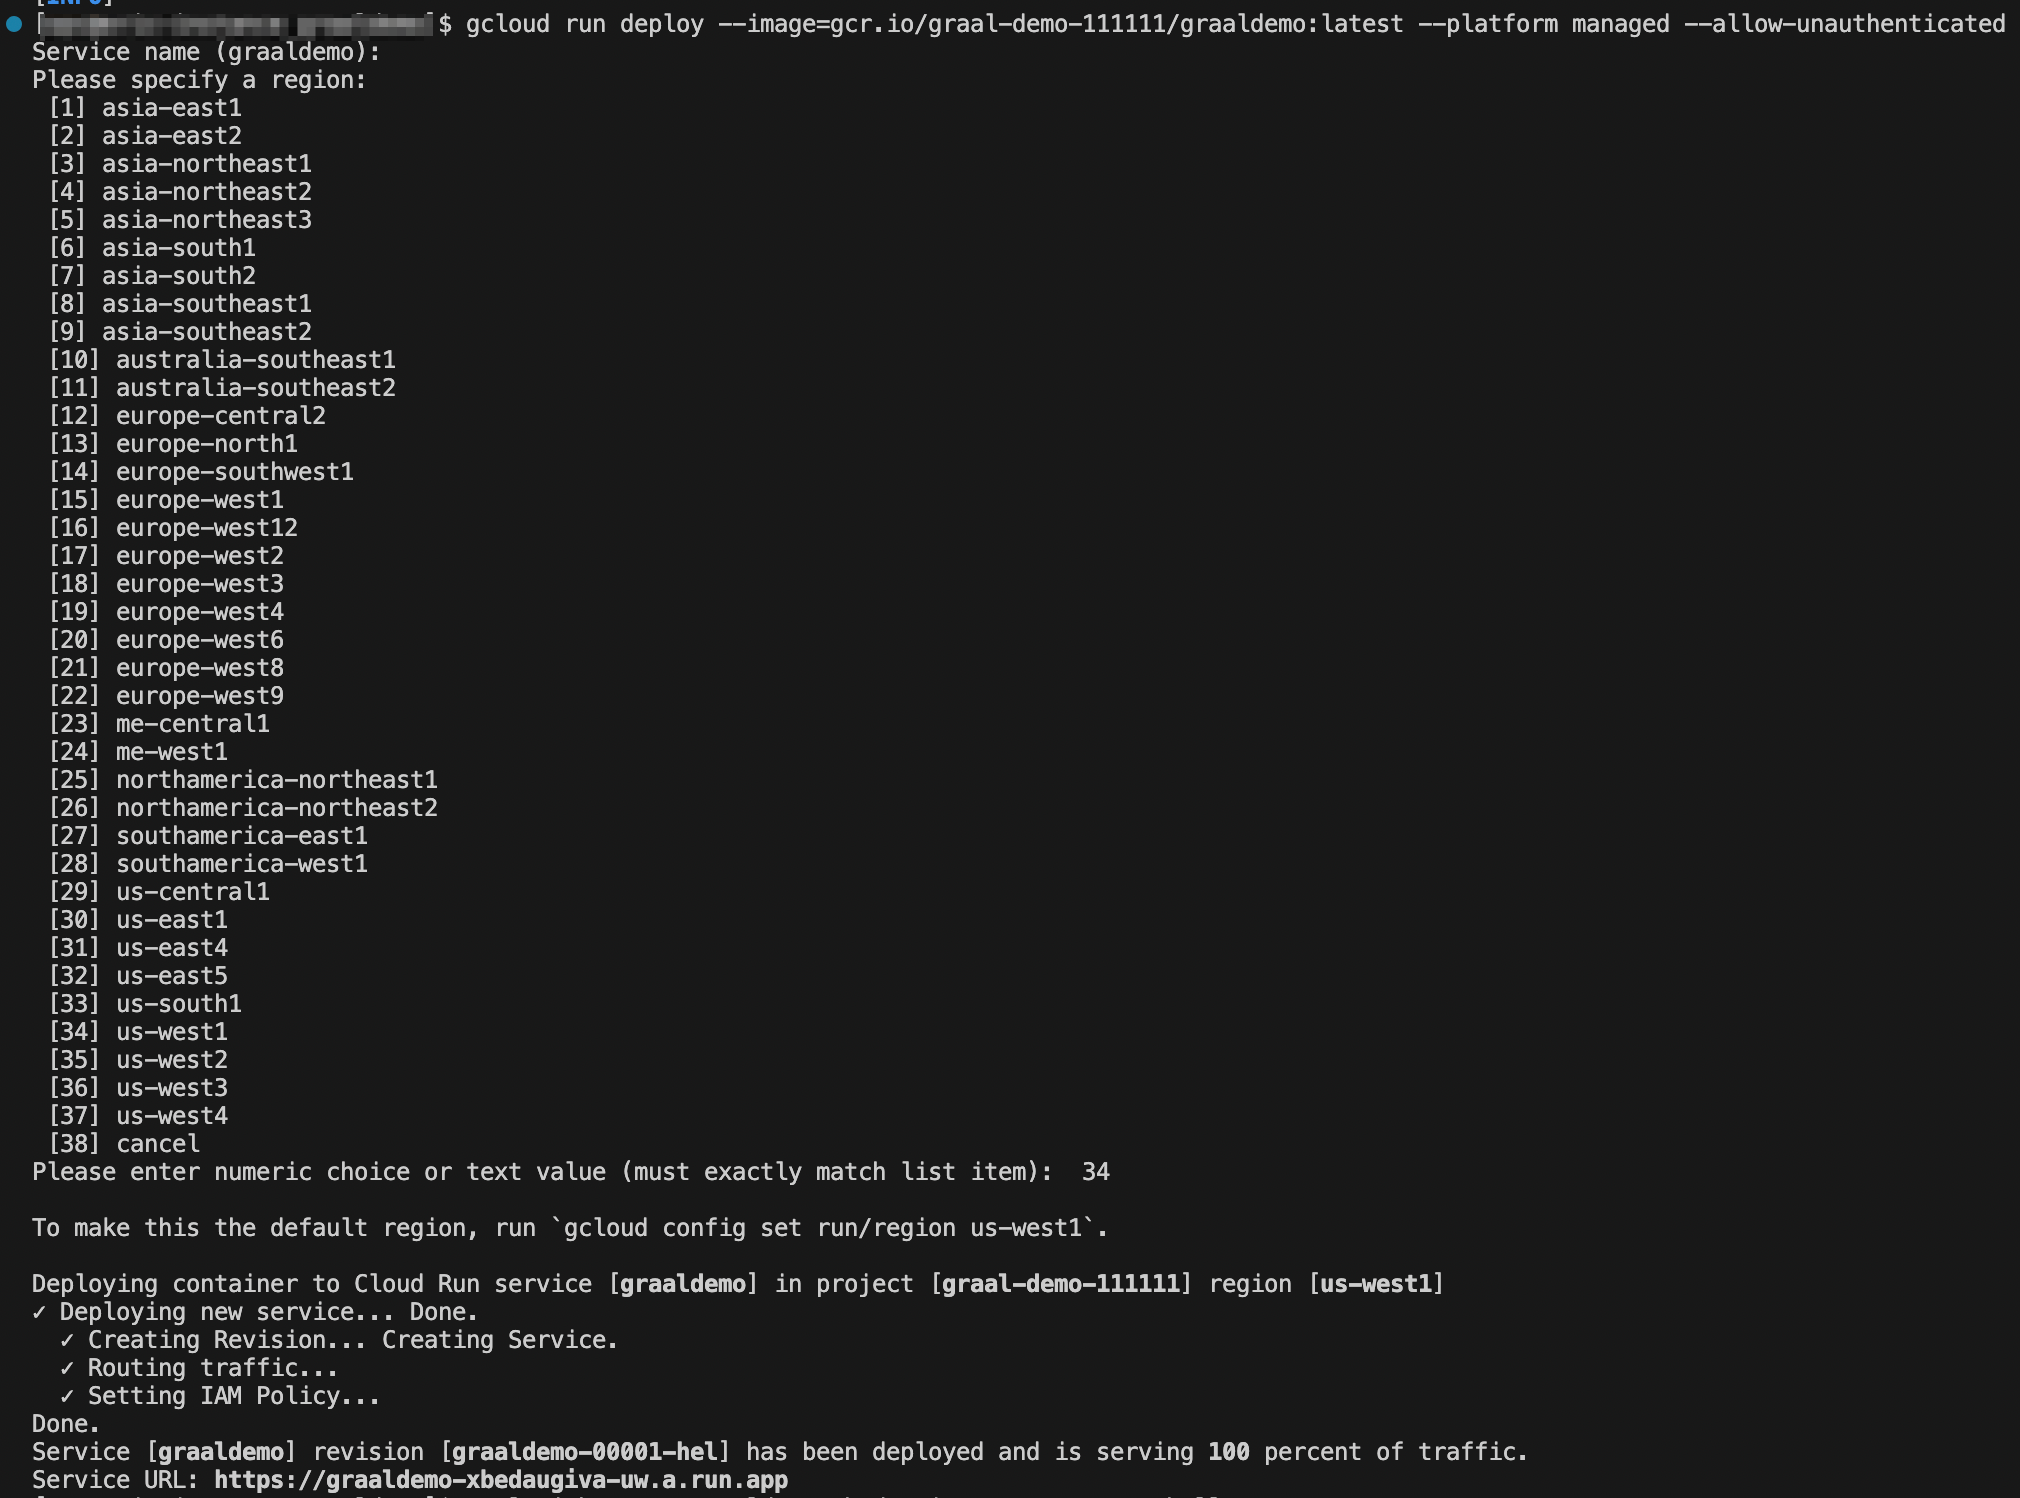 [INFO]
$ gcloud run deploy --image=gcr.io/graal-demo-111111/graaldemo:latest --platform managed --allow-unauthenticated
Service name (graaldemo):
Please specify a region:
[1] asia-east1
[2] asia-east2
[3] asia-northeast1
[4] asia-northeast2
[5] asia-northeast3
[6] asia-south1
[7] asia-south2
[8] asia-southeast1
[9] asia-southeast2
[10] australia-southeast1
[11] australia-southeast2
[12] europe-central2
[13] europe-north1
[14] europe-southwest1
[15] europe-west1
[16] europe-west12
[17] europe-west2
[18] europe-west3
[19] europe-west4
[20] europe-west6
[21] europe-west8
[22] europe-west9
[23] me-central1
[24] me-west1
[25] northamerica-northeast1
[26] northamerica-northeast2
[27] southamerica-east1
[28] southamerica-west1
[29] us-central1
[30] us-east1
[31] us-east4
[32] us-east5
[33] us-south1
[34] us-west1
[35] us-west2
[36] us-west3
[37] us-west4
[38] cancel
Please enter numeric choice or text value (must exactly match list item):  34
To make this the default region, run `gcloud config set run/region us-west1`.
Deploying container to Cloud Run service [graaldemo] in project [graal-demo-111111] region [us-west1]
✓ Deploying new service... Done.
✓ Creating Revision... Creating Service.
✓ Routing traffic...
✓ Setting IAM Policy...
Done.
Service [graaldemo] revision [graaldemo-00001-hel] has been deployed and is serving 100 percent of traffic.
Service URL: https://graaldemo-xbedaugiva-uw.a.run.app